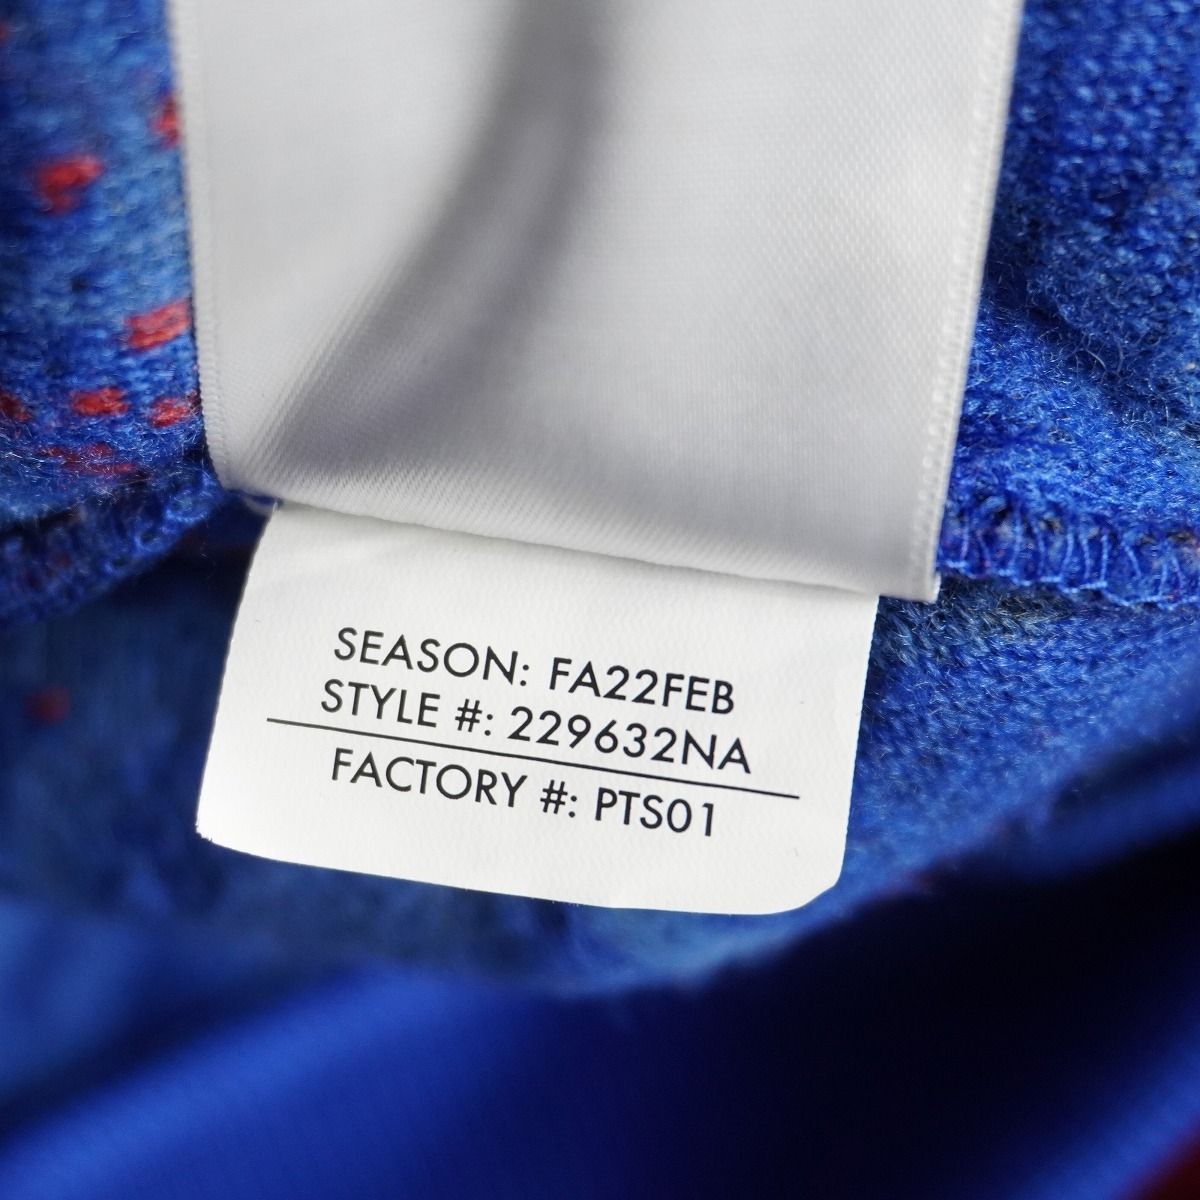 SEASON: FA22FEB
STYLE #: 229632NA
FACTORY #: PTS01